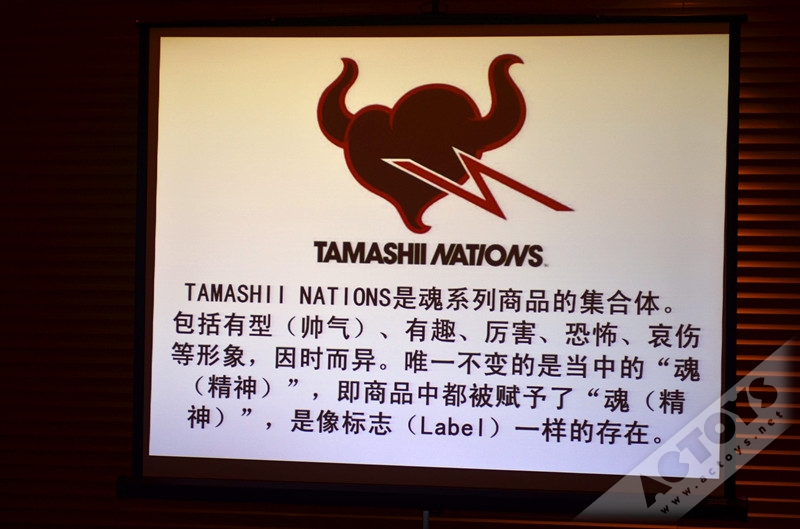 TAMASHII NATIONS
TAMASHII NATIONS是魂系列商品的集合体。
包括有型（帅气）、有趣、厉害、恐怖、哀伤
等形象，因时而异。唯一不变的是当中的“魂
（精神）”，即商品中都被赋予了“魂（精
神）”，是像标志（Label）一样的存在。
ACTOYS
www.actoys.net